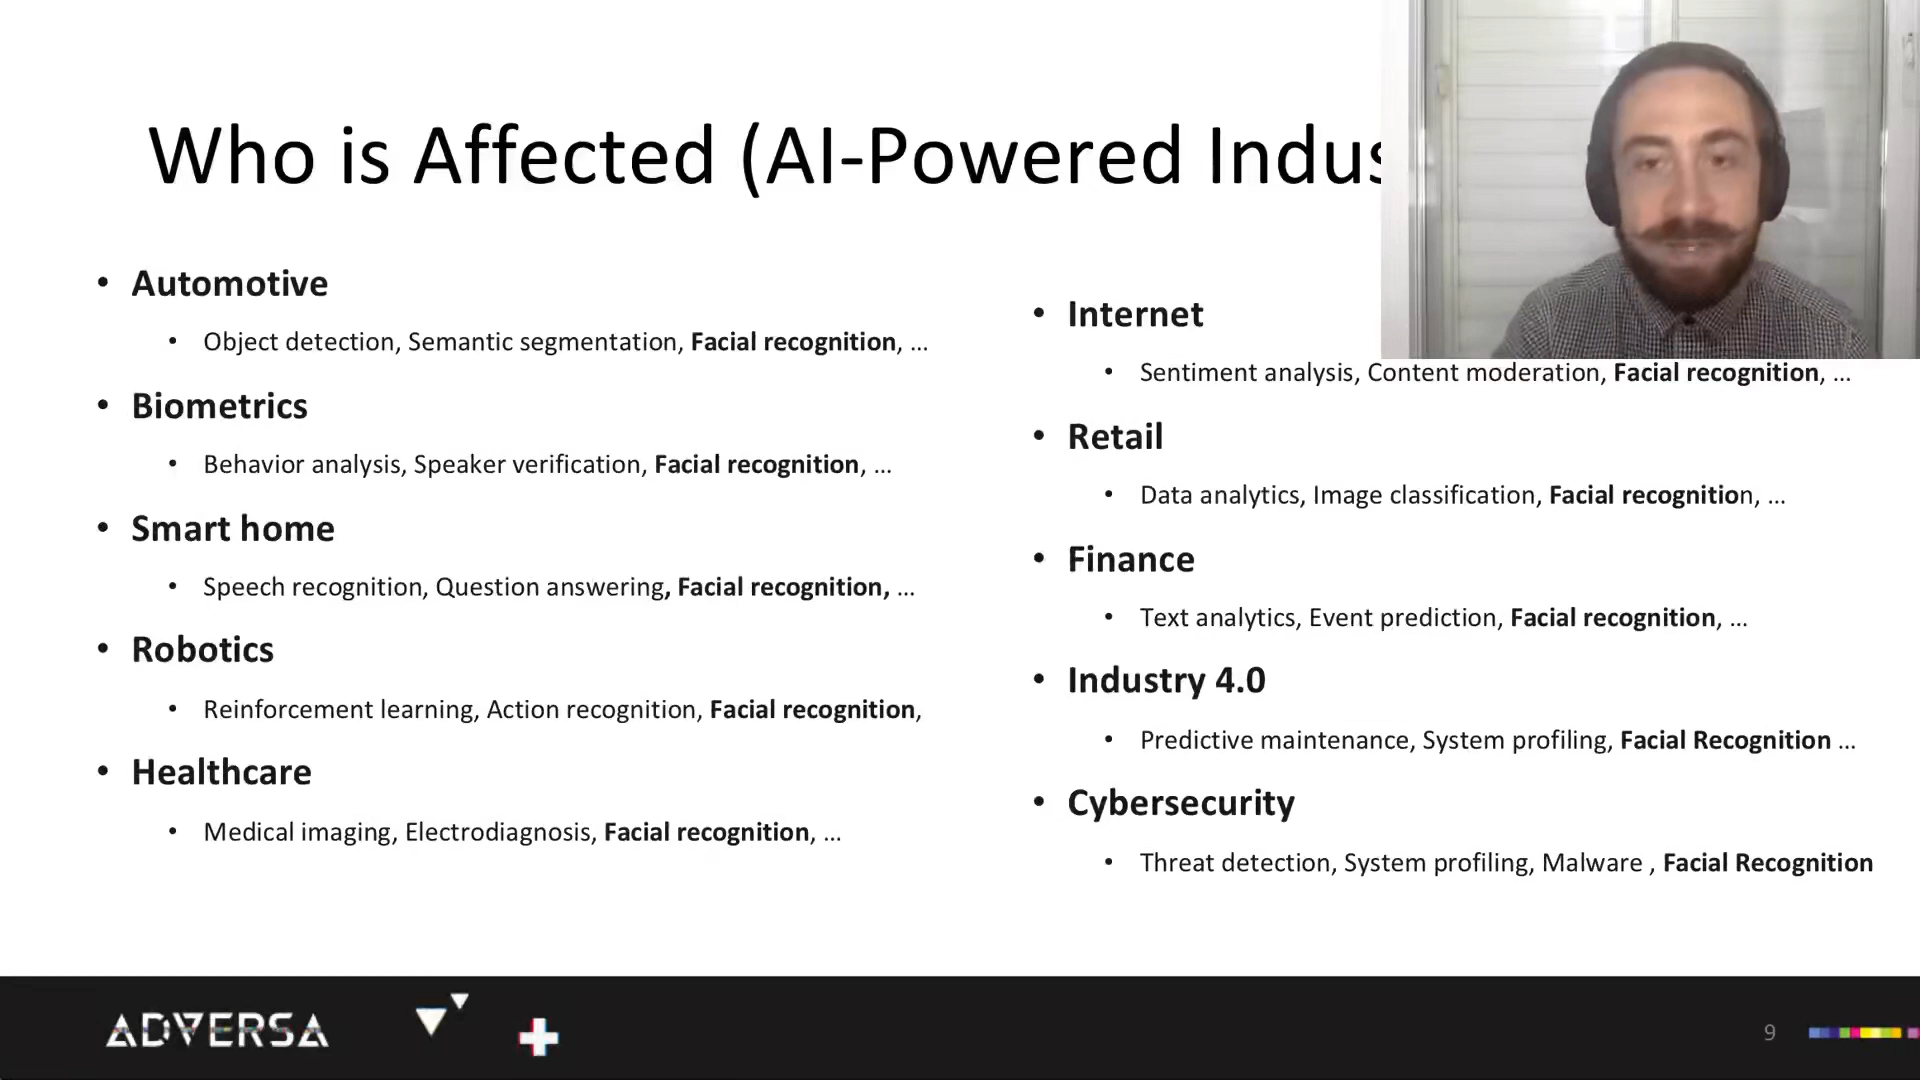 Who is Affected (AI-Powered Indus
• Automotive
• Object detection, Semantic segmentation, Facial recognition, ...
• Biometrics
• Behavior analysis, Speaker verification, Facial recognition, ...
• Smart home
• Speech recognition, Question answering, Facial recognition, ...
• Robotics
• Reinforcement learning, Action recognition, Facial recognition,
• Healthcare
• Medical imaging, Electrodiagnosis, Facial recognition, ...
• Internet
• Sentiment analysis, Content moderation, Facial recognition, ...
• Retail
• Data analytics, Image classification, Facial recognition, ...
• Finance
• Text analytics, Event prediction, Facial recognition, ...
• Industry 4.0
• Predictive maintenance, System profiling, Facial Recognition ...
• Cybersecurity
• Threat detection, System profiling, Malware , Facial Recognition
ADVERSA
9